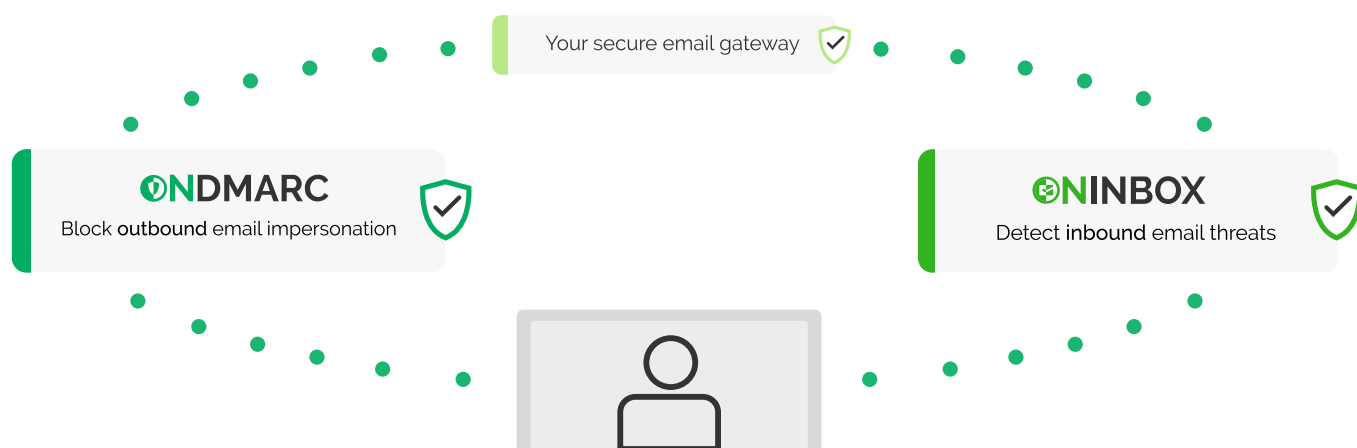 Your secure email gateway
ONDMARC
Block outbound email impersonation
ONINBOX
Detect inbound email threats